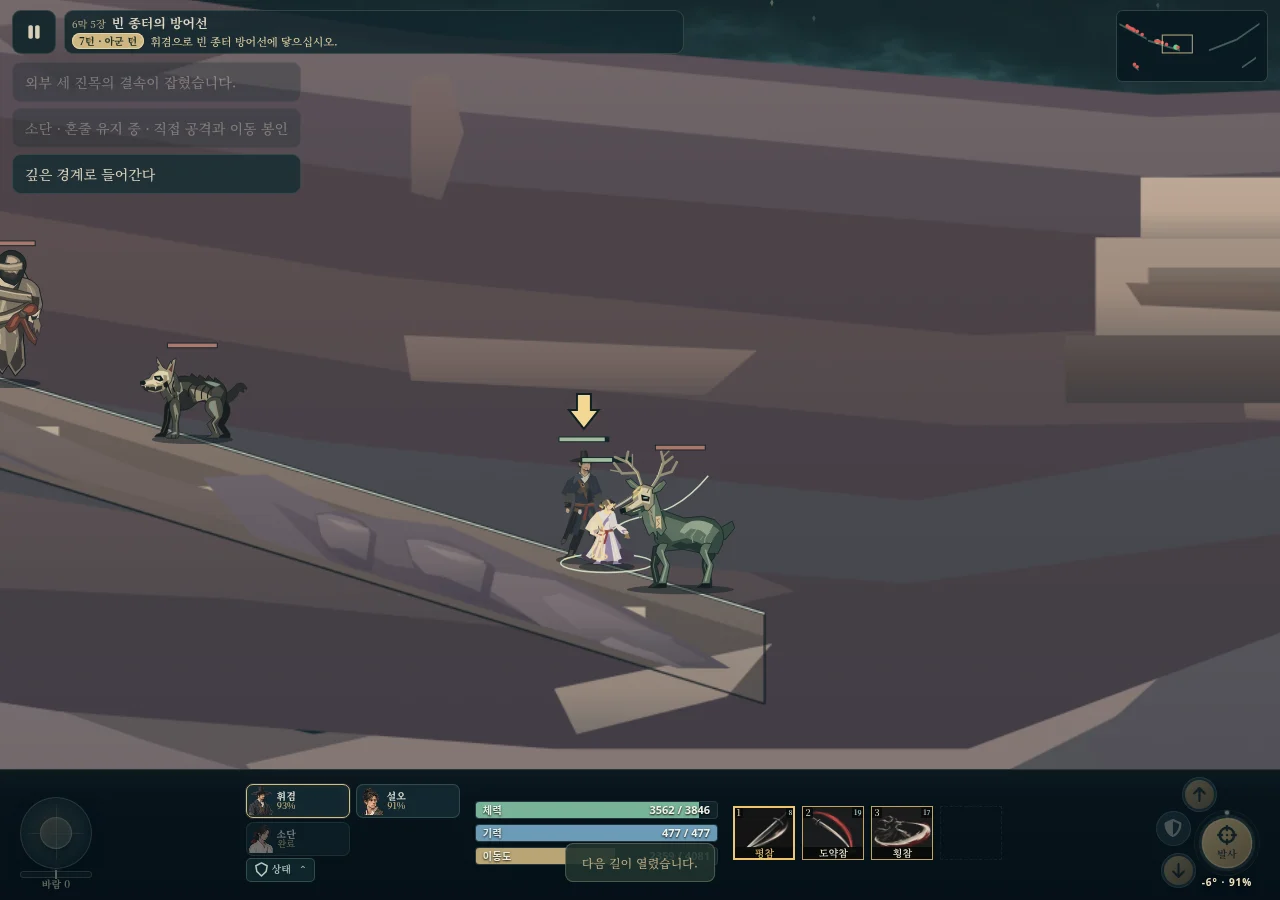 6막 5장 빈 종터의 방어선
7턴 · 아군 턴 휘겸으로 빈 종터 방어선에 닿으십시오.
외부 세 진목의 결속이 잡혔습니다.
소단 · 혼줄 유지 중 · 직접 공격과 이동 봉인
깊은 경계로 들어간다
휘겸
93%
설오
91%
소단
완료
상태
체력 3562 / 3846
기력 477 / 477
이동도
다음 길이 열렸습니다.
1 8
평참
2 19
도약참
3 17
횡참
바람 0
발사
-6° · 91%